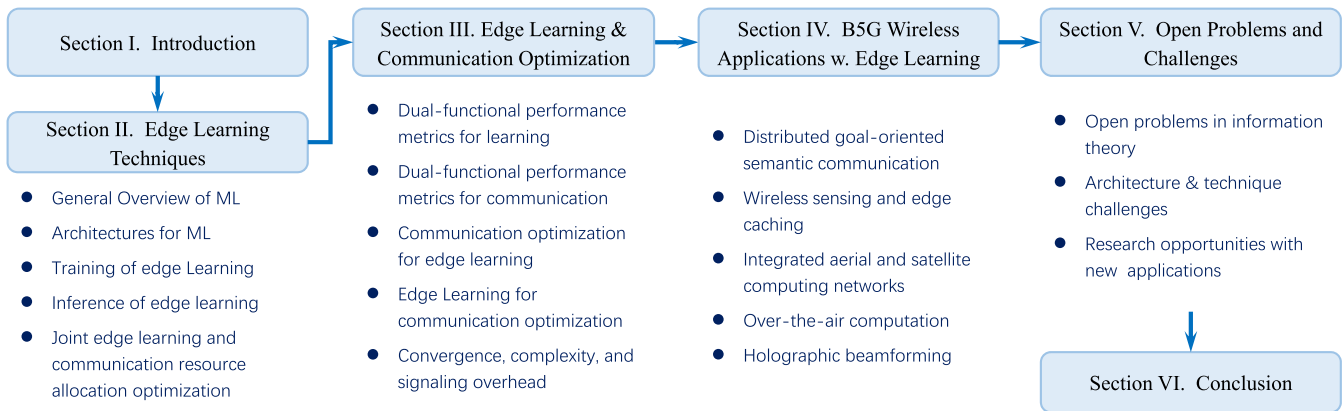 Section I. Introduction
Section II. Edge Learning
Techniques
General Overview of ML
Architectures for ML
Training of edge Learning
Inference of edge learning
Joint edge learning and
communication resource
allocation optimization
Section III. Edge Learning &
Communication Optimization
Dual-functional performance
metrics for learning
Dual-functional performance
metrics for communication
Communication optimization
for edge learning
Edge Learning for
communication optimization
Convergence, complexity, and
signaling overhead
Section IV. B5G Wireless
Applications w. Edge Learning
Distributed goal-oriented
semantic communication
Wireless sensing and edge
caching
Integrated aerial and satellite
computing networks
Over-the-air computation
Holographic beamforming
Section V. Open Problems and
Challenges
Open problems in information
theory
Architecture & technique
challenges
Research opportunities with
new applications
Section VI. Conclusion